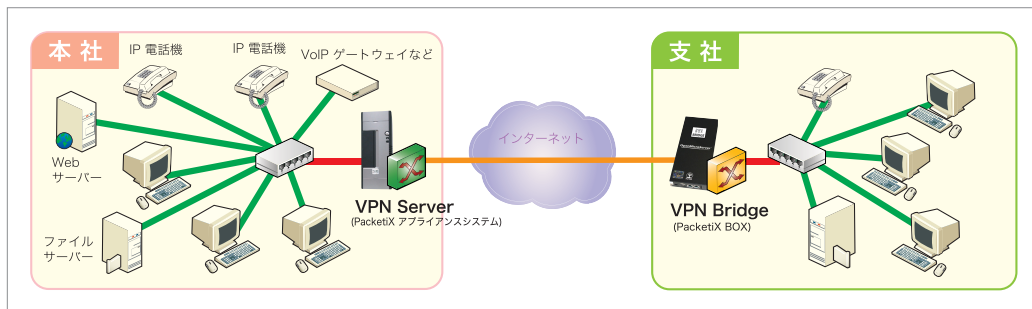 本社
IP 電話機
IP 電話機
VoIP ゲートウェイなど
Web
サーバー
ファイル
サーバー
VPN Server
(PacketiX アプライアンスシステム)
インターネット
支社
VPN Bridge
(PacketiX BOX)